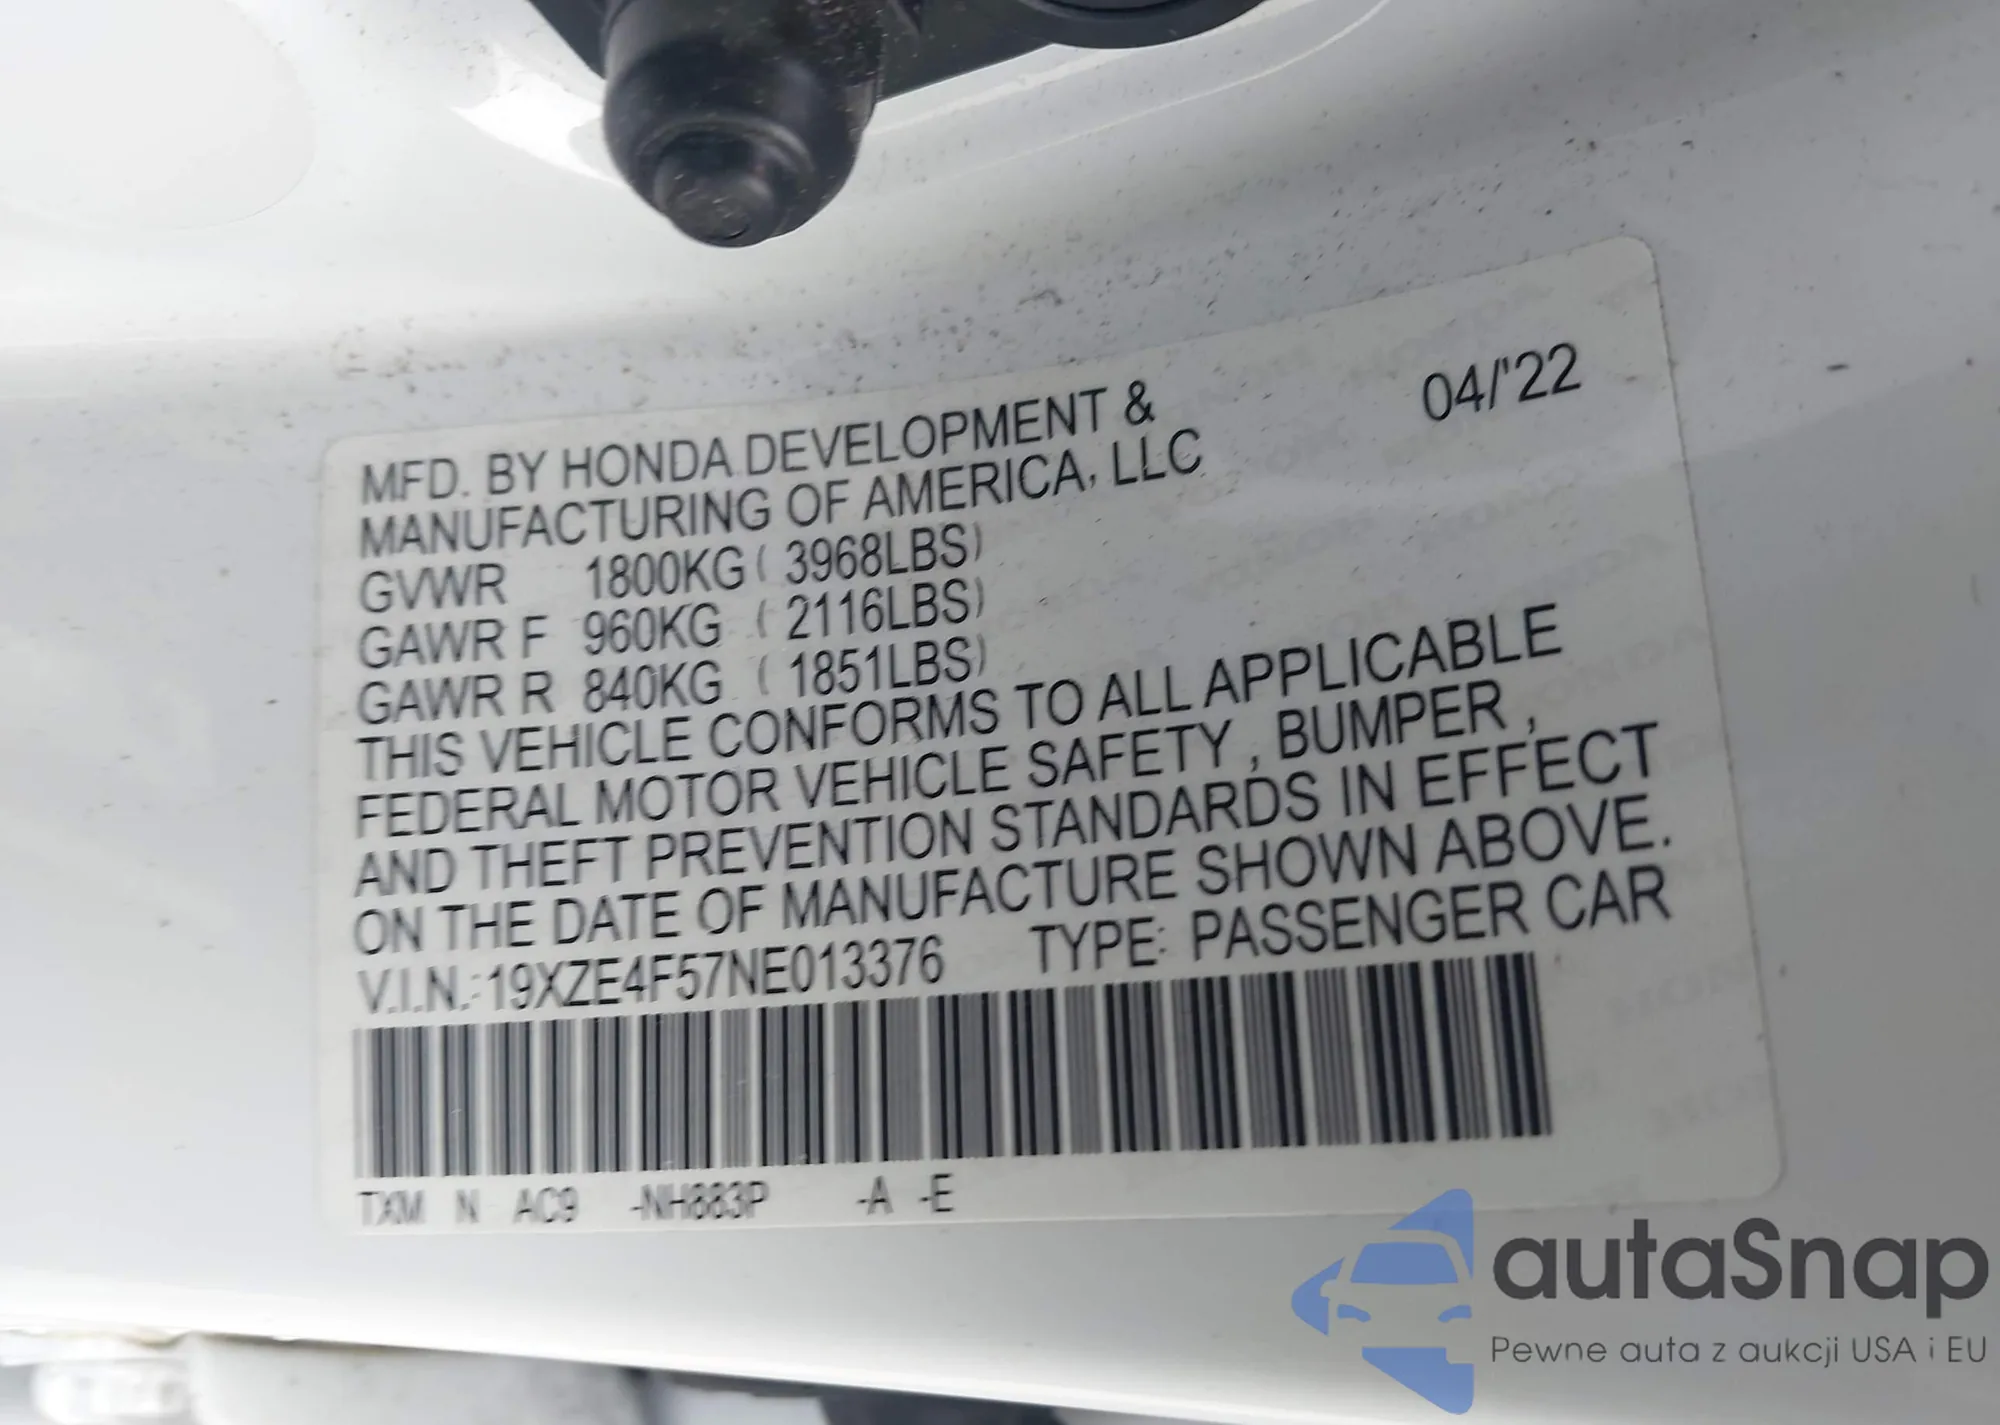 04/'22
MFD. BY HONDA DEVELOPMENT &
MANUFACTURING OF AMERICA, LLC
GVWR 1800KG ( 3968LBS)
GAWR F 960KG ( 2116LBS)
GAWR R 840KG ( 1851LBS)
THIS VEHICLE CONFORMS TO ALL APPLICABLE
FEDERAL MOTOR VEHICLE SAFETY , BUMPER ,
AND THEFT PREVENTION STANDARDS IN EFFECT
ON THE DATE OF MANUFACTURE SHOWN ABOVE.
V.I.N.:19XZE4F57NE013376 TYPE: PASSENGER CAR
TXM N AC9 -NH883P -A -E
autaSnap
Pewne auta z aukcji USA i EU